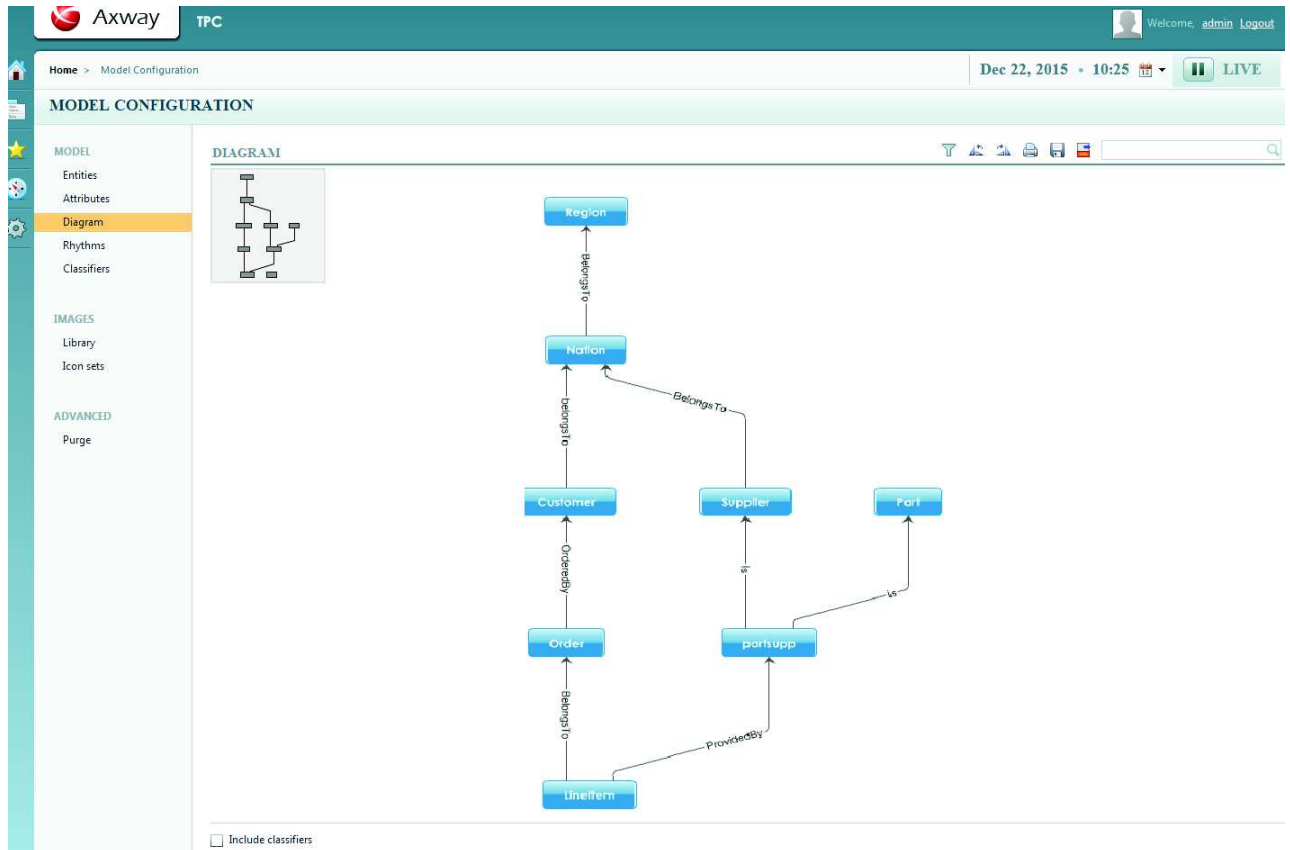 Axway
TPC
Welcome, admin Logout
Home > Model Configuration
Dec 22, 2015 • 10:25
LIVE
MODEL CONFIGURATION
MODEL
Entities
Attributes
Diagram
Rhythms
Classifiers
IMAGES
Library
Icon sets
ADVANCED
Purge
DIAGRAM
Region
BelongsTo
Nation
belongsTo
BelongsTo
Customer
Supplier
Part
OrderedBy
is
is
Order
partsupp
BelongsTo
ProvidedBy
LineItem
Include classifiers